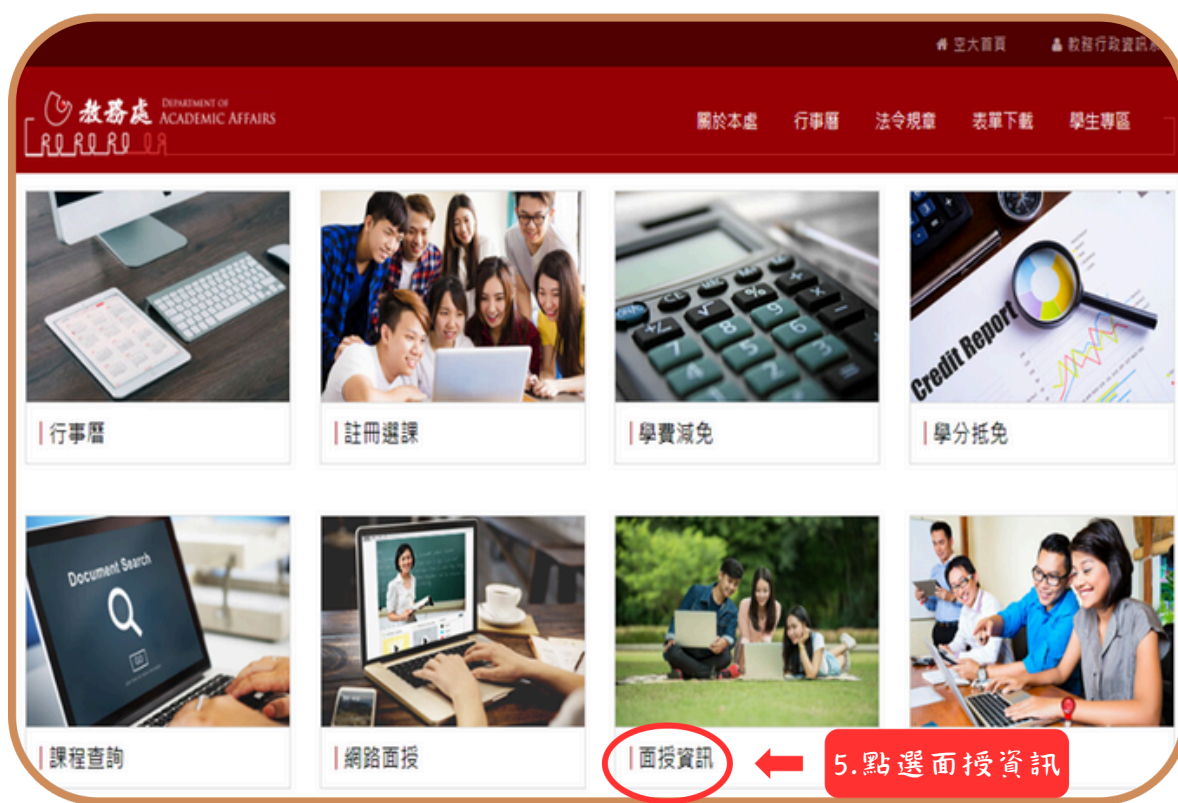 空大首頁 教務行政資訊系
教務處 DEPARTMENT OF
ACADEMIC AFFAIRS
關於本處 行事曆 法令規章 表單下載 學生專區
Credit Report
行事曆 註冊選課 學費減免 學分抵免
Document Search
課程查詢 網路面授 面授資訊
5.點選面授資訊